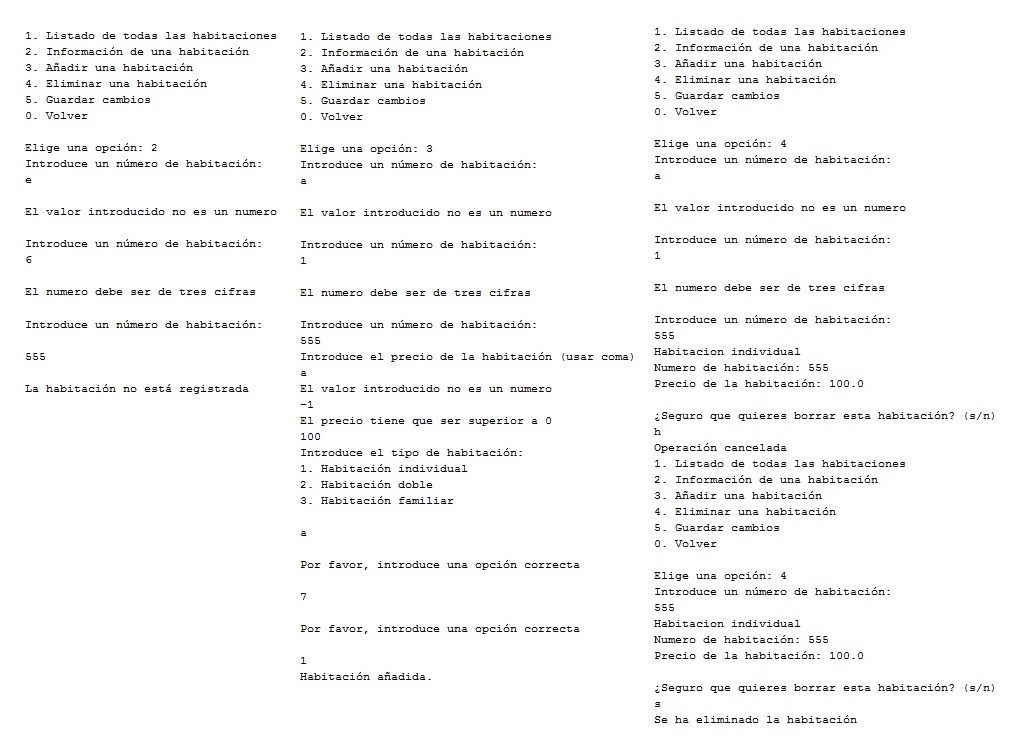 1. Listado de todas las habitaciones
2. Información de una habitación
3. Añadir una habitación
4. Eliminar una habitación
5. Guardar cambios
0. Volver
Elige una opción: 2
Introduce un número de habitación:
e
El valor introducido no es un numero
Introduce un número de habitación:
6
El numero debe ser de tres cifras
Introduce un número de habitación:
555
La habitación no está registrada
1. Listado de todas las habitaciones
2. Información de una habitación
3. Añadir una habitación
4. Eliminar una habitación
5. Guardar cambios
0. Volver
Elige una opción: 3
Introduce un número de habitación:
a
El valor introducido no es un numero
Introduce un número de habitación:
1
El numero debe ser de tres cifras
Introduce un número de habitación:
555
Introduce el precio de la habitación (usar coma)
a
El valor introducido no es un numero
-1
El precio tiene que ser superior a 0
100
Introduce el tipo de habitación:
1. Habitación individual
2. Habitación doble
3. Habitación familiar
a
Por favor, introduce una opción correcta
7
Por favor, introduce una opción correcta
1
Habitación añadida.
1. Listado de todas las habitaciones
2. Información de una habitación
3. Añadir una habitación
4. Eliminar una habitación
5. Guardar cambios
0. Volver
Elige una opción: 4
Introduce un número de habitación:
a
El valor introducido no es un numero
Introduce un número de habitación:
1
El numero debe ser de tres cifras
Introduce un número de habitación:
555
Habitacion individual
Numero de habitación: 555
Precio de la habitación: 100.0
¿Seguro que quieres borrar esta habitación? (s/n)
h
Operación cancelada
1. Listado de todas las habitaciones
2. Información de una habitación
3. Añadir una habitación
4. Eliminar una habitación
5. Guardar cambios
0. Volver
Elige una opción: 4
Introduce un número de habitación:
555
Habitacion individual
Numero de habitación: 555
Precio de la habitación: 100.0
¿Seguro que quieres borrar esta habitación? (s/n)
s
Se ha eliminado la habitación